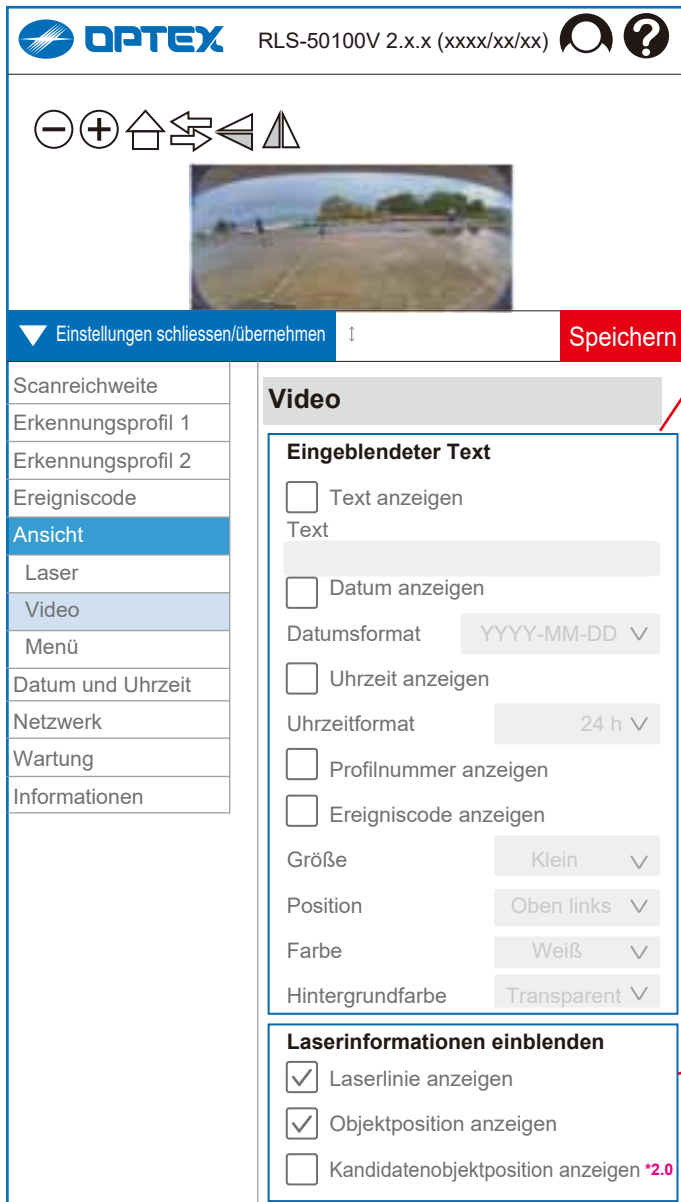 OPTEX RLS-50100V 2.x.x (xxxx/xx/xx) ?
Einstellungen schliessen/übernehmen Speichern
Scanreichweite
Erkennungsprofil 1
Erkennungsprofil 2
Ereigniscode
Ansicht
Laser
Video
Menü
Datum und Uhrzeit
Netzwerk
Wartung
Informationen
Video
Eingeblendeter Text
Text anzeigen
Text
Datum anzeigen
Datumsformat YYYY-MM-DD
Uhrzeit anzeigen
Uhrzeitformat 24 h
Profilnummer anzeigen
Ereigniscode anzeigen
Größe Klein
Position Oben links
Farbe Weiß
Hintergrundfarbe Transparent
Laserinformationen einblenden
Laserlinie anzeigen
Objektposition anzeigen
Kandidatenobjektposition anzeigen *2.0